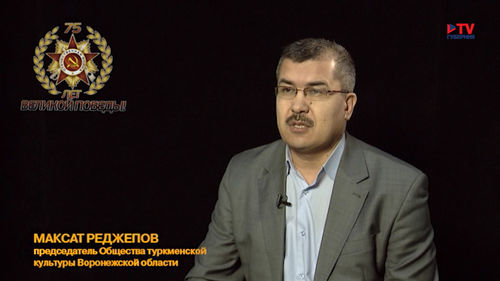 75
ЛЕТ
ВЕЛИКОЙ ПОБЕДЫ!
TV
ГУБЕРНИЯ
МАКСАТ РЕДЖЕПОВ
председатель Общества туркменской
культуры Воронежской области